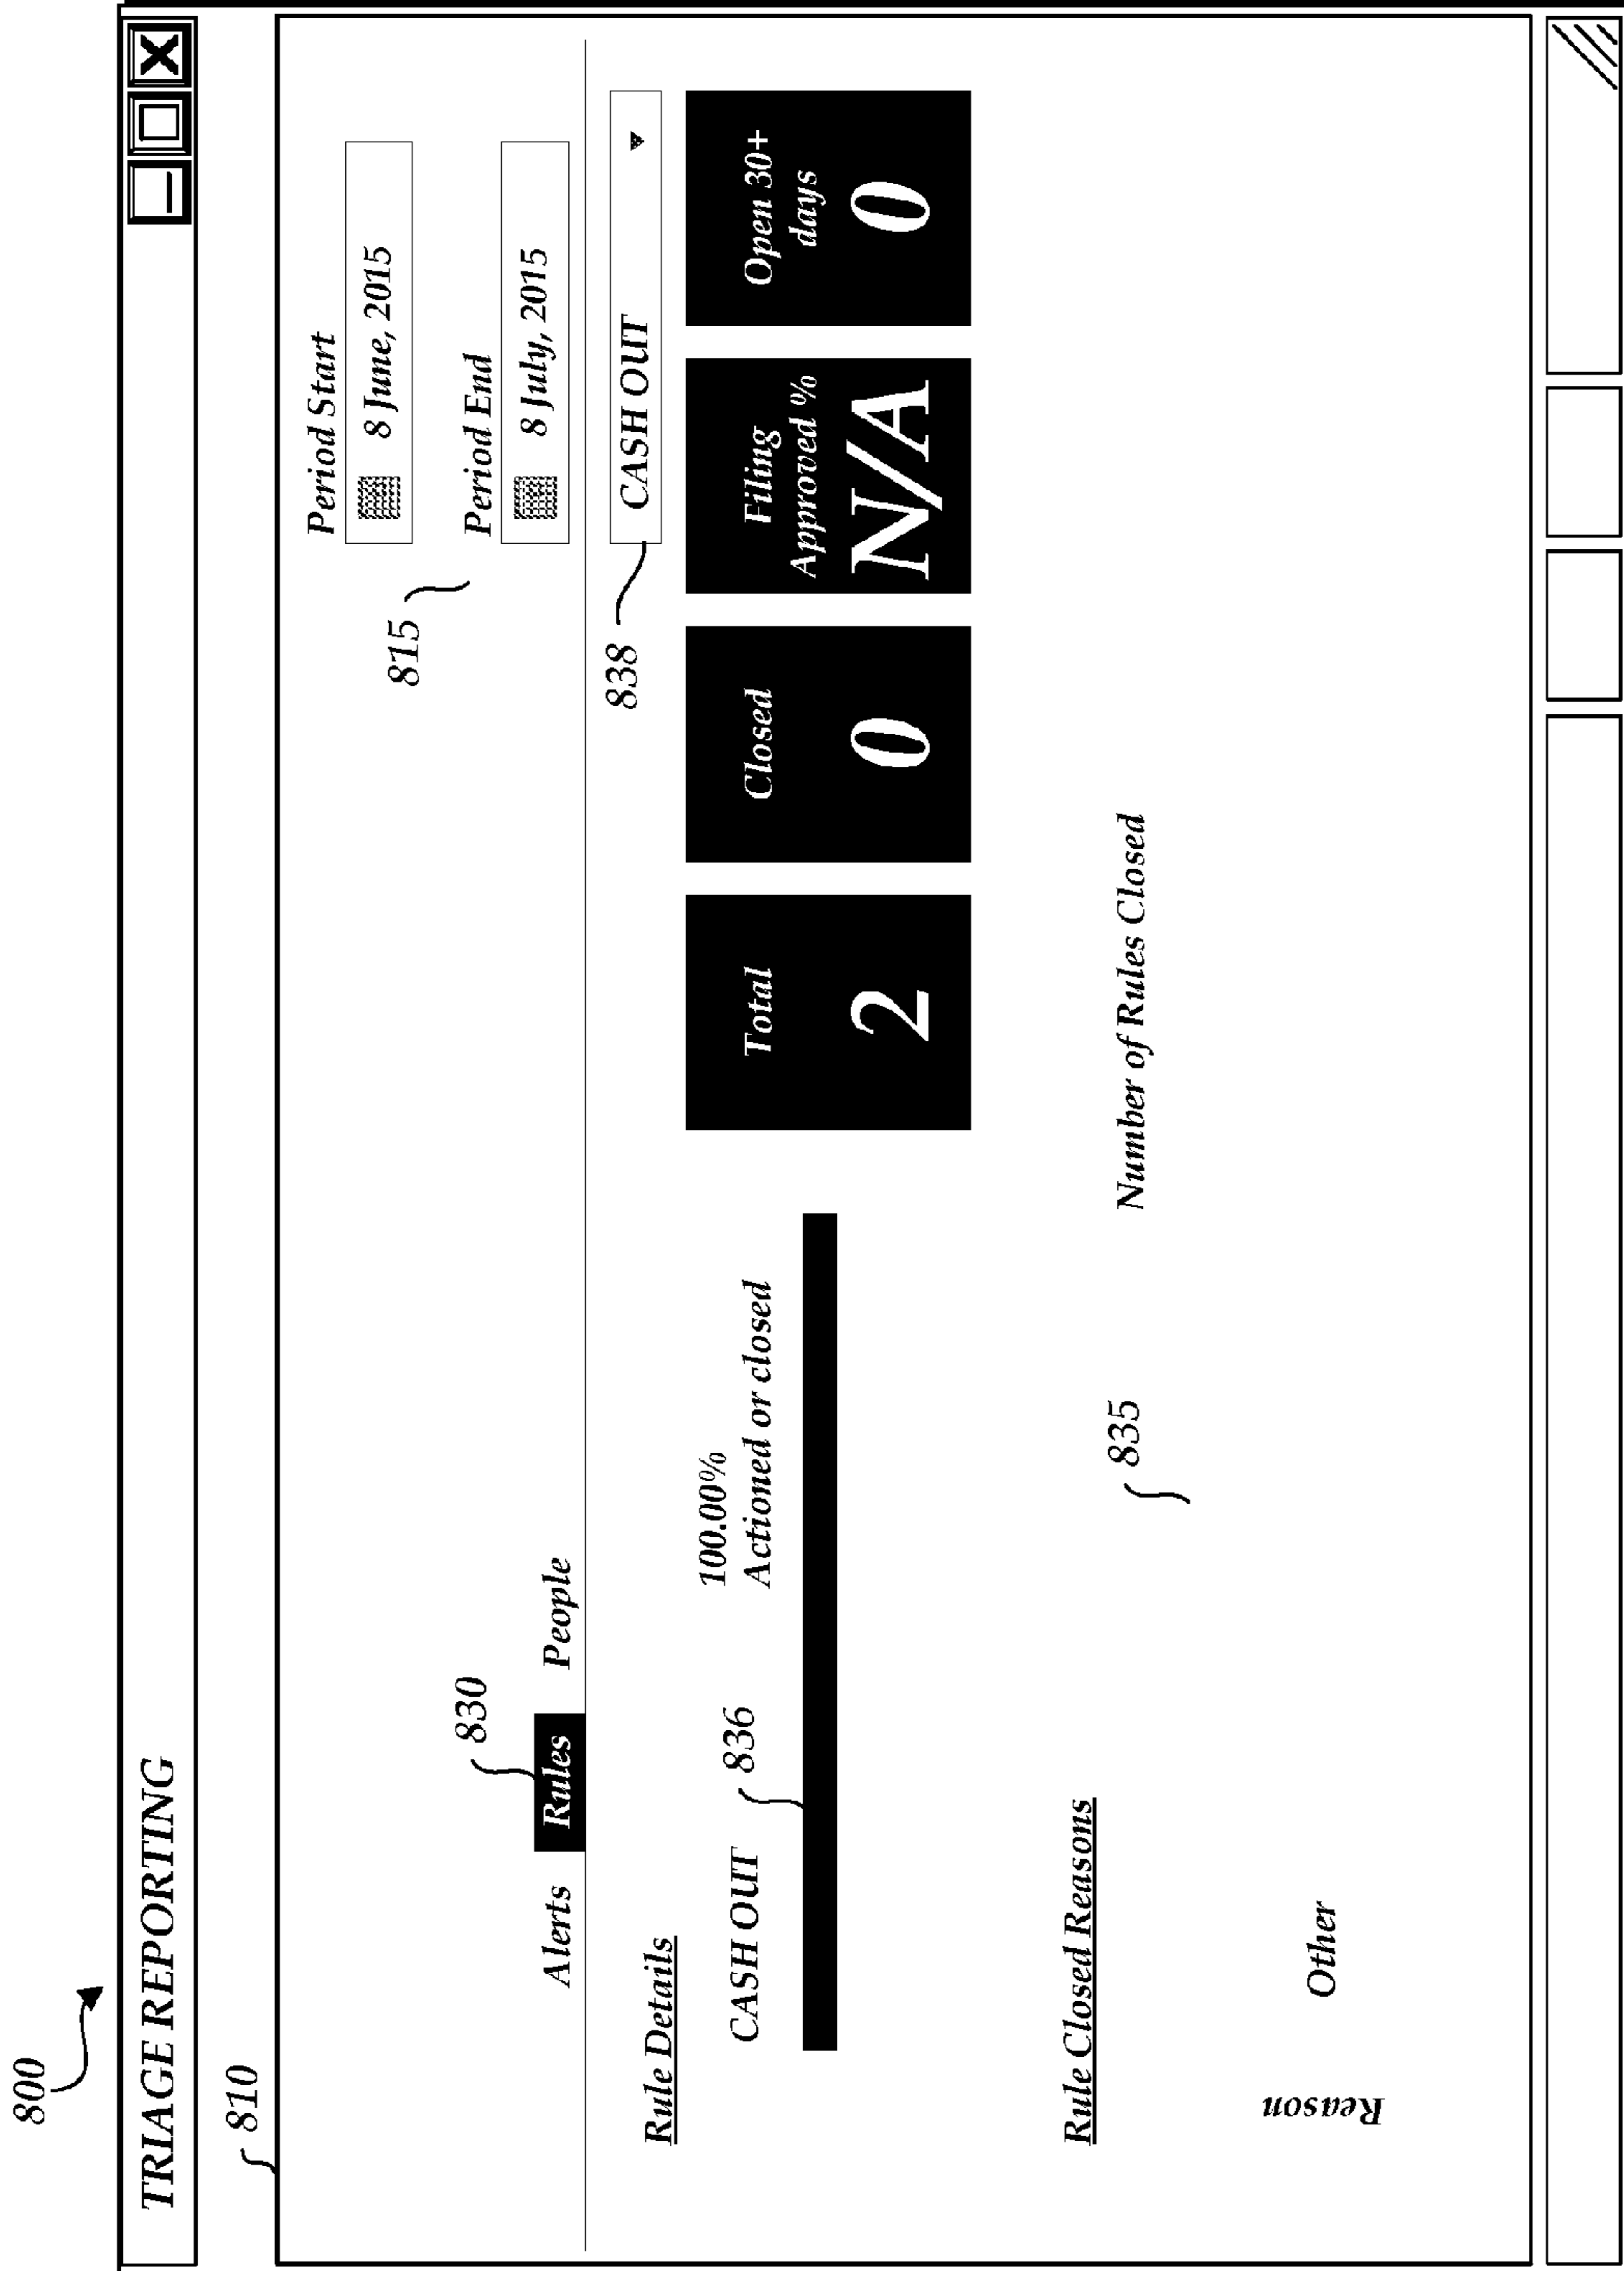 800
TRIAGE REPORTING
810
Period Start
8 June, 2015
815
Period End
8 July, 2015
830
Alerts Rules People
Rule Details
838
CASH OUT
CASH OUT
836
100.00%
Actioned or closed
Total
2
Closed
0
Filing
Approved %
N/A
Open 30+
days
0
Rule Closed Reasons
835
Number of Rules Closed
Reason
Other